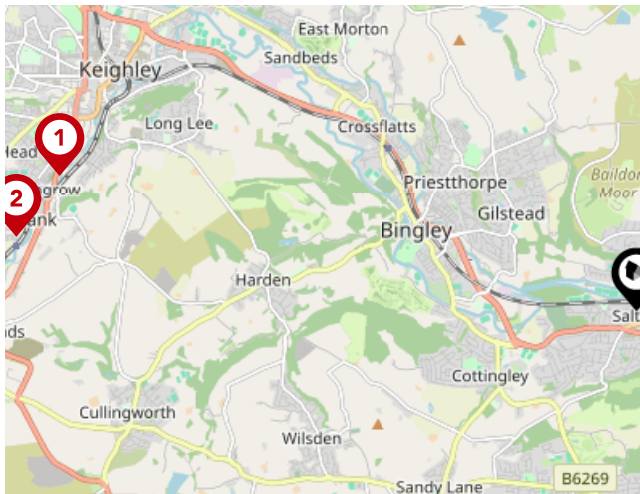 East Morton
Sandbeds
Keighley
Long Lee
Crossflatts
1
Head
Priestthorpe
Baildon
Moor
2
grow
ank
Gilstead
Bingley
Harden
Salt
ds
Cottingley
Cullingworth
Wilsden
B6269
Sandy Lane